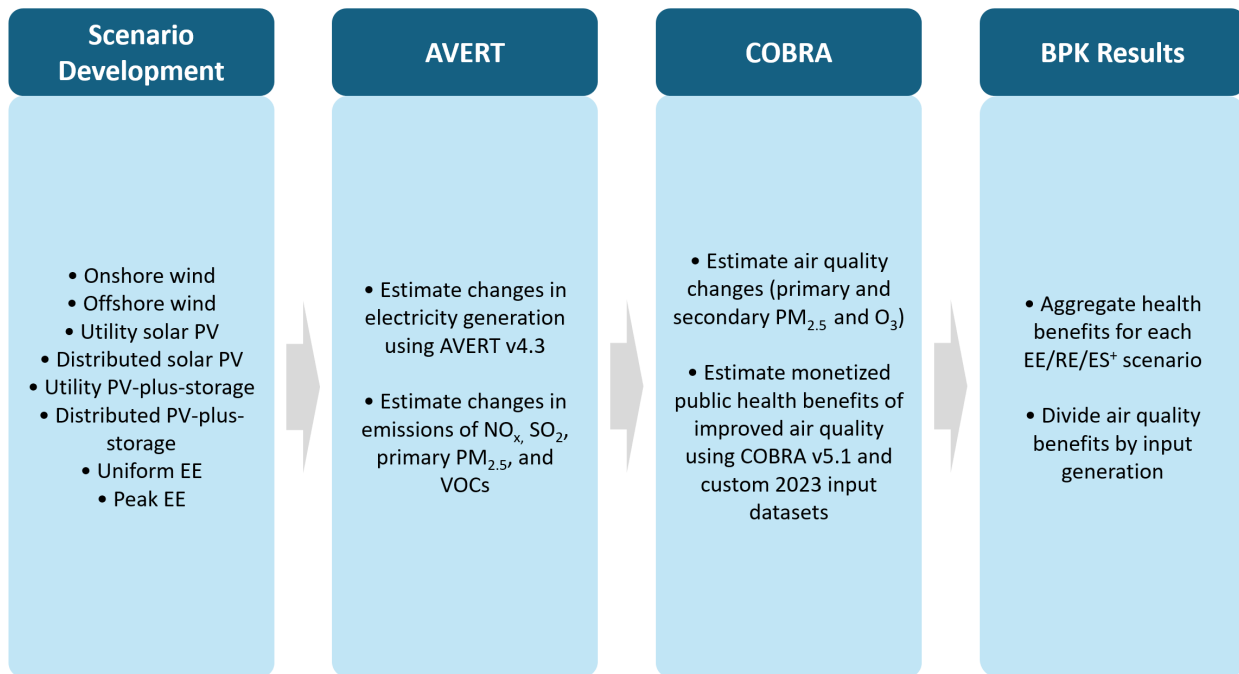 Scenario
Development
• Onshore wind
• Offshore wind
• Utility solar PV
• Distributed solar PV
• Utility PV-plus-storage
• Distributed PV-plus-
storage
• Uniform EE
• Peak EE
AVERT
• Estimate changes in
electricity generation
using AVERT v4.3
• Estimate changes in
emissions of NOₓ, SO₂,
primary PM₂.₅, and
VOCs
COBRA
• Estimate air quality
changes (primary and
secondary PM₂.₅ and O₃)
• Estimate monetized
public health benefits of
improved air quality
using COBRA v5.1 and
custom 2023 input
datasets
BPK Results
• Aggregate health
benefits for each
EE/RE/ES⁺ scenario
• Divide air quality
benefits by input
generation